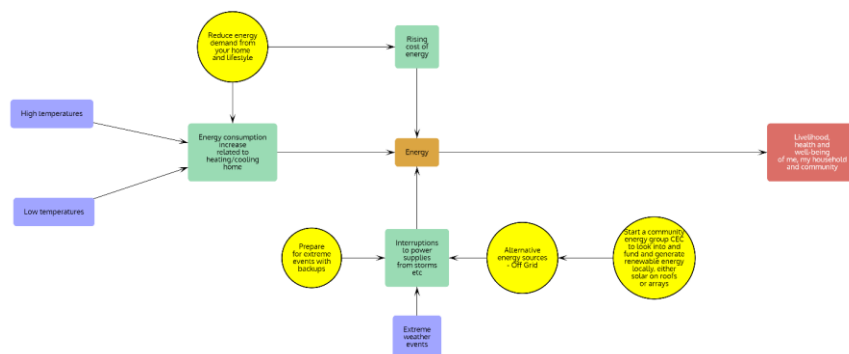 Reduce energy
demand from
your home
and lifestyle
Rising
cost of
energy
High temperatures
Energy consumption
increase
related to
heating/cooling
home
Energy
Livelihood,
health and
well-being
of me, my household
and community
Low temperatures
Prepare
for extreme
events with
backups
Interruptions
to power
supplies
from storms
etc
Alternative
energy sources
- Off Grid
Start a community
energy group CEC
to look into and
fund and generate
renewable energy
locally, either
solar on roofs
or arrays
Extreme
weather
events